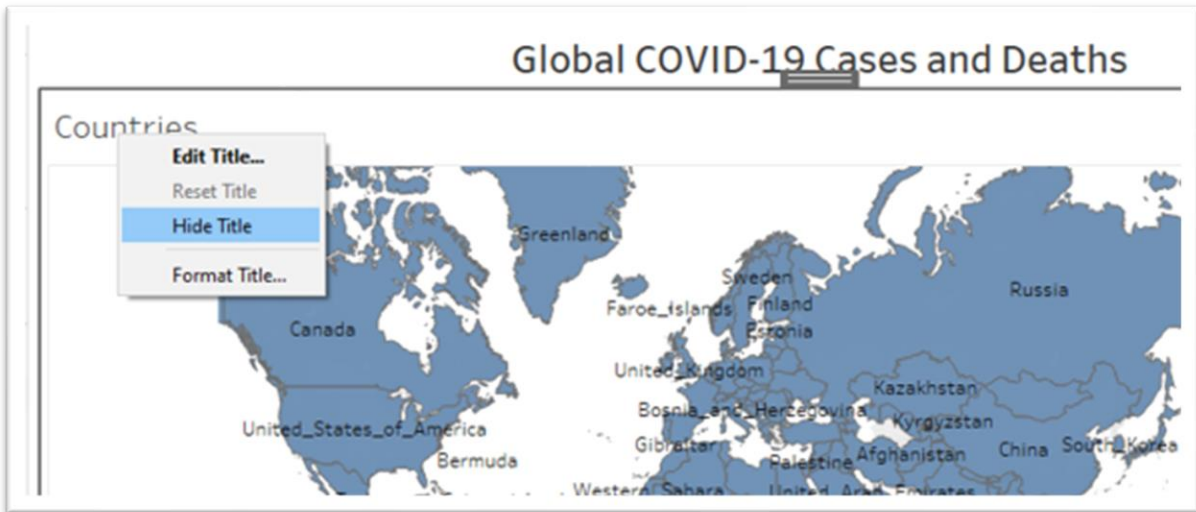 Global COVID-19 Cases and Deaths
Countries
Edit Title...
Reset Title
Hide Title
Format Title...
Greenland
Sweden
Russia
Faroe_Islands
Finland
Canada
Estonia
United_Kingdom
Kazakhstan
Bosnia_and_Herzegovina
Kyrgyzstan
United_States_of_America
Gibraltar
China
South_Korea
Bermuda
Palestine
Afghanistan
Western_Sahara
United_Arab_Emirates